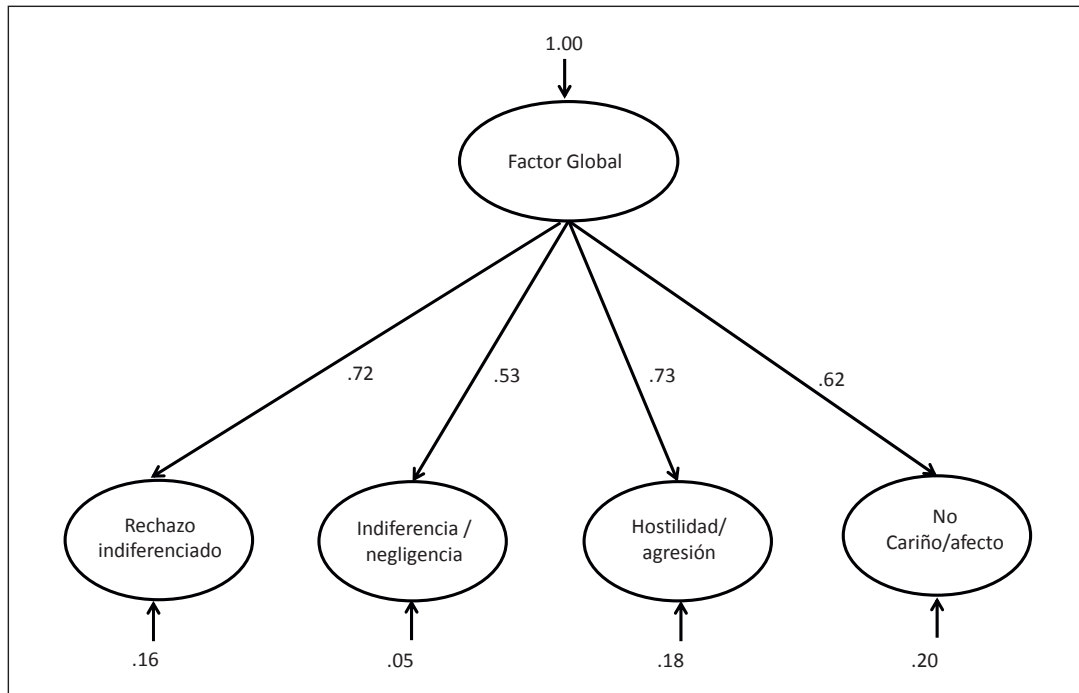 1.00
Factor Global
.72
.53
.73
.62
Rechazo
indiferenciado
Indiferencia /
negligencia
Hostilidad/
agresión
No
Cariño/afecto
.16
.05
.18
.20